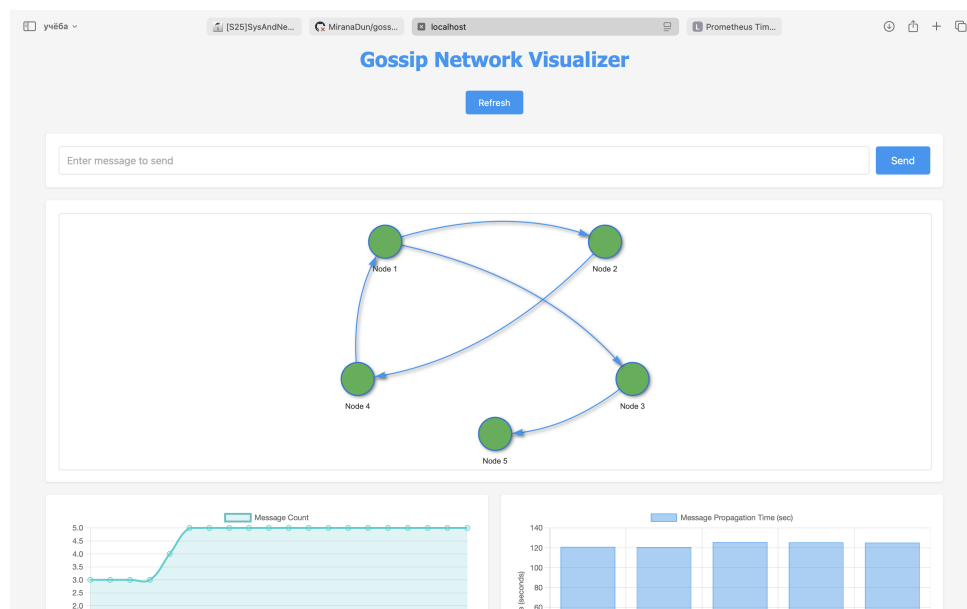 учёба
[S25]SysAndNe...
MiranaDun/goss...
localhost
Prometheus Tim...
Gossip Network Visualizer
Refresh
Enter message to send
Send
Node 1
Node 2
Node 4
Node 3
Node 5
Message Count
5.0
4.5
4.0
3.5
3.0
2.5
2.0
Message Propagation Time (sec)
140
120
100
80
60
(seconds)